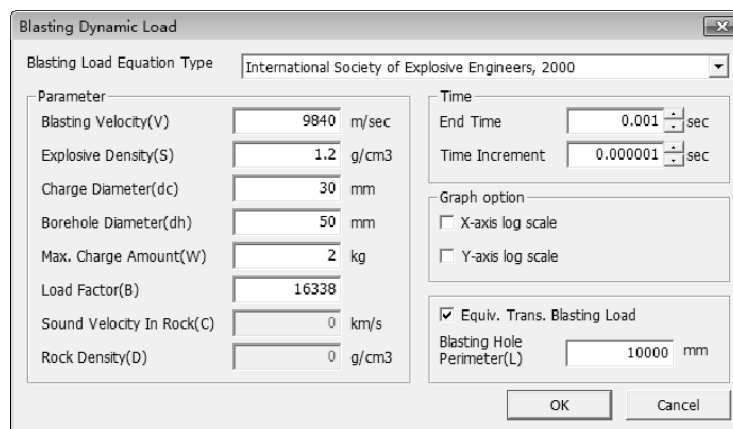 Blasting Dynamic Load
Blasting Load Equation Type International Society of Explosive Engineers, 2000
Parameter
Blasting Velocity(V) 9840 m/sec
Explosive Density(S) 1.2 g/cm3
Charge Diameter(dc) 30 mm
Borehole Diameter(dh) 50 mm
Max. Charge Amount(W) 2 kg
Load Factor(B) 16338
Sound Velocity In Rock(C) 0 km/s
Rock Density(D) 0 g/cm3
Time
End Time 0.001 sec
Time Increment 0.000001 sec
Graph option
X-axis log scale
Y-axis log scale
Equiv. Trans. Blasting Load
Blasting Hole
Perimeter(L) 10000 mm
OK Cancel